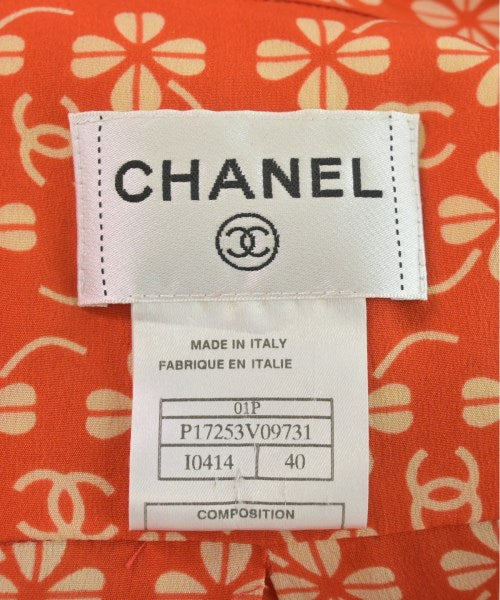 CHANEL
MADE IN ITALY
FABRIQUE EN ITALIE
01P
P17253V09731
I0414 40
COMPOSITION